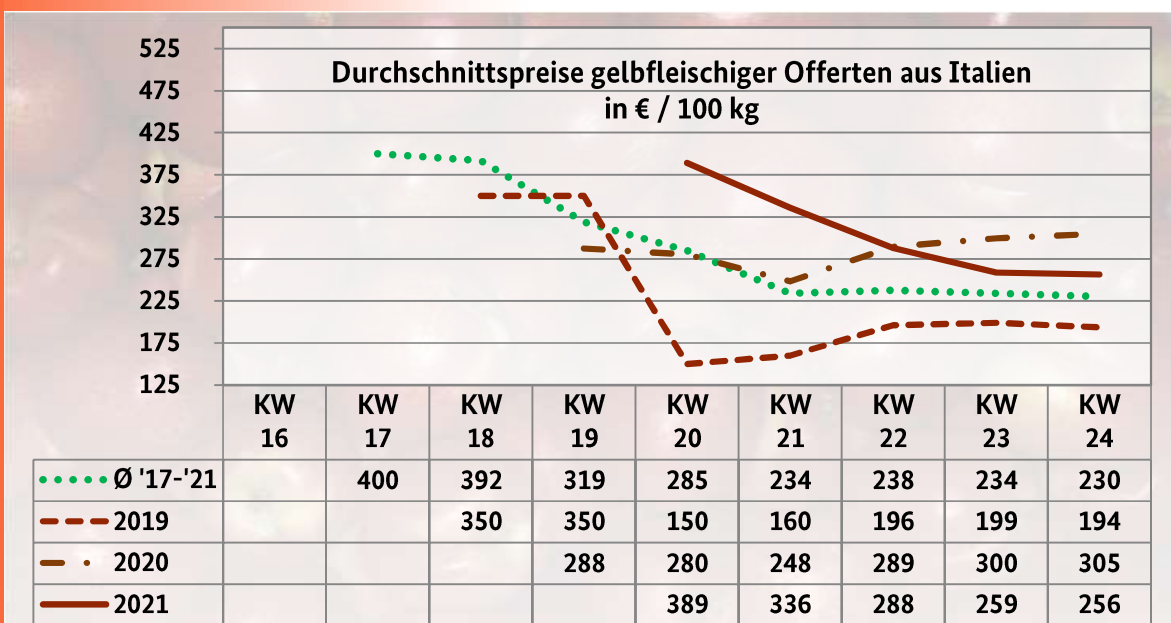 Durchschnittspreise gelbfleischiger Offerten aus Italien
in € / 100 kg
525
475
425
375
325
275
225
175
125
KW 16 KW 17 KW 18 KW 19 KW 20 KW 21 KW 22 KW 23 KW 24
Ø '17-'21 400 392 319 285 234 238 234 230
2019 350 350 150 160 196 199 194
2020 288 280 248 289 300 305
2021 389 336 288 259 256